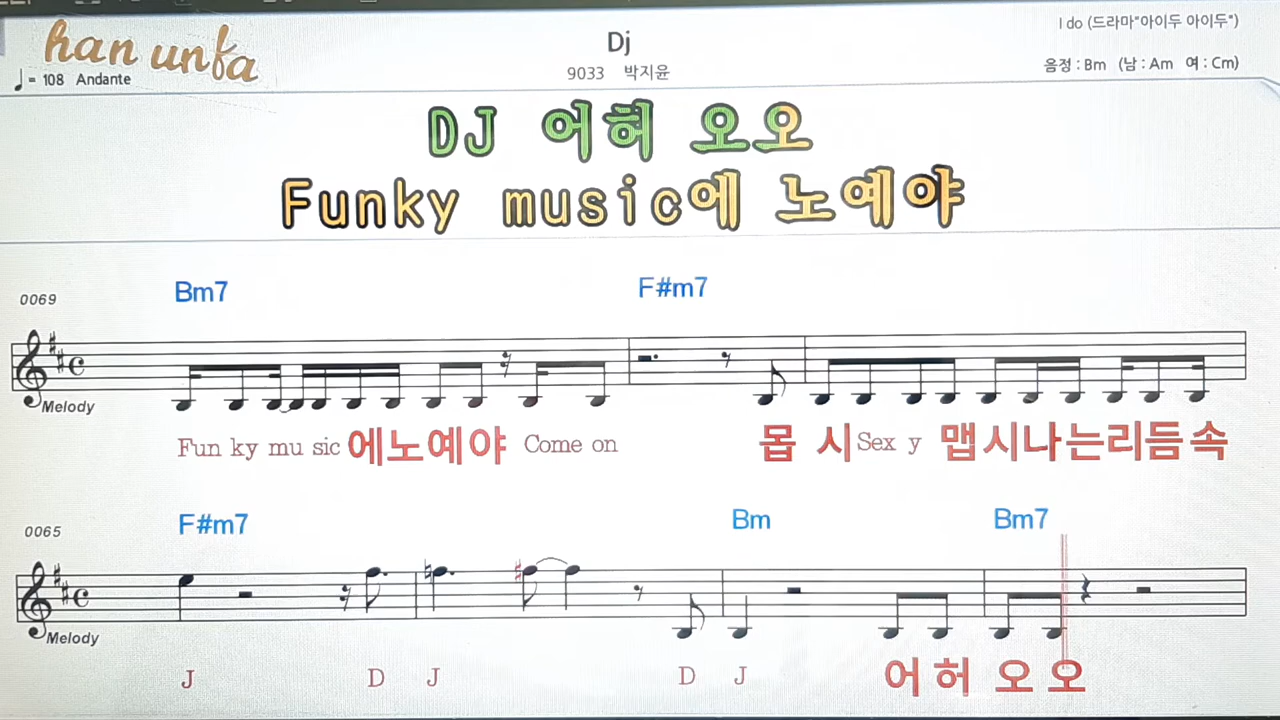 han unfa
Dj
I do (드라마"아이두 아이두")
♩= 108 Andante
9033 박지윤
음정 : Bm (남 : Am 여 : Cm)
DJ 어허 오오
Funky music에 노예야
0069
Bm7
F#m7
Melody
Fun ky mu sic 에노예야 Come on 몹 시 Sex y 맵시나는리듬속
0065
F#m7
Bm
Bm7
Melody
J D J D J 어 허 오 오